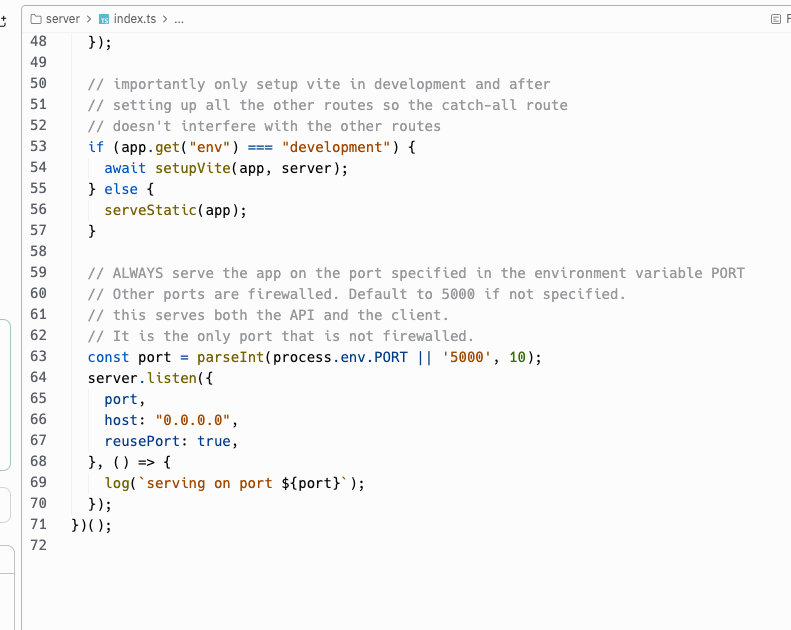 server > TS index.ts > ...
48 });
49
50 // importantly only setup vite in development and after
51 // setting up all the other routes so the catch-all route
52 // doesn't interfere with the other routes
53 if (app.get("env") === "development") {
54 await setupVite(app, server);
55 } else {
56 serveStatic(app);
57 }
58
59 // ALWAYS serve the app on the port specified in the environment variable PORT
60 // Other ports are firewalled. Default to 5000 if not specified.
61 // this serves both the API and the client.
62 // It is the only port that is not firewalled.
63 const port = parseInt(process.env.PORT || '5000', 10);
64 server.listen({
65 port,
66 host: "0.0.0.0",
67 reusePort: true,
68 }, () => {
69 log(`serving on port ${port}`);
70 });
71 })();
72